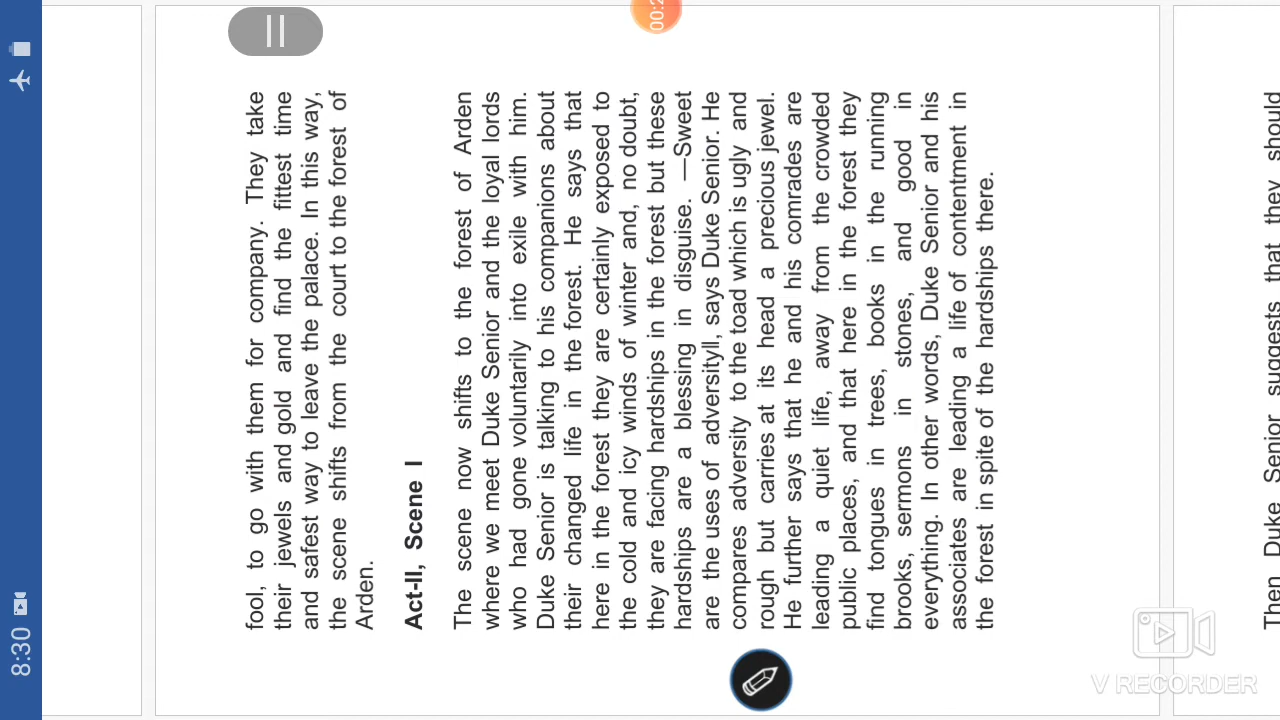 8:30
00:2
fool, to go with them for company. They take
their jewels and gold and find the fittest time
and safest way to leave the palace. In this way,
the scene shifts from the court to the forest of
Arden.
Act-II, Scene I
The scene now shifts to the forest of Arden
where we meet Duke Senior and the loyal lords
who had gone voluntarily into exile with him.
Duke Senior is talking to his companions about
their changed life in the forest. He says that
here in the forest they are certainly exposed to
the cold and icy winds of winter and, no doubt,
they are facing hardships in the forest but these
hardships are a blessing in disguise. ―Sweet
are the uses of adversity‖, says Duke Senior. He
compares adversity to the toad which is ugly and
rough but carries at its head a precious jewel.
He further says that he and his comrades are
leading a quiet life, away from the crowded
public places, and that here in the forest they
find tongues in trees, books in the running
brooks, sermons in stones, and good in
everything. In other words, Duke Senior and his
associates are leading a life of contentment in
the forest in spite of the hardships there.
Then Duke Senior suggests that they should
V RECORDER